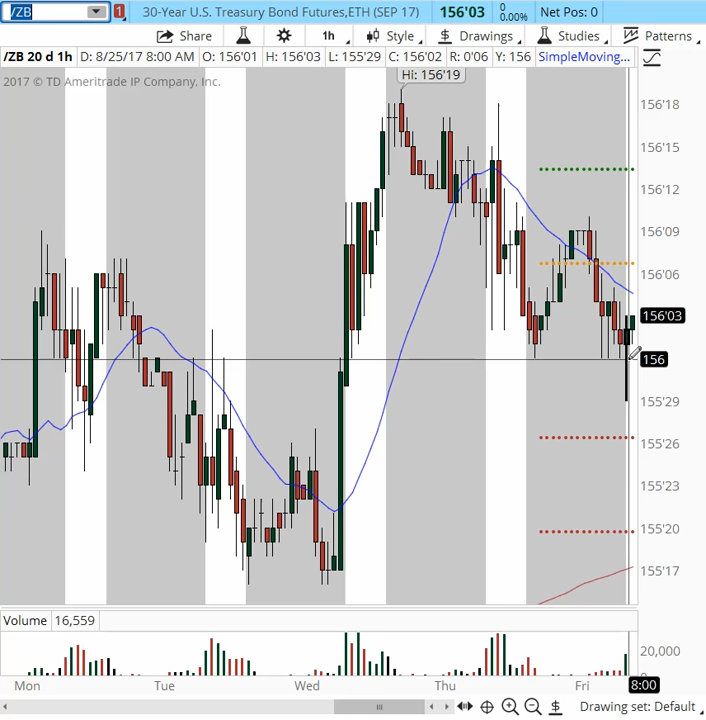 /ZB 1 30-Year U.S. Treasury Bond Futures,ETH (SEP 17) 156'03 0 0.00% Net Pos: 0
Share 1h Style $ Drawings Studies Patterns
/ZB 20 d 1h D: 8/25/17 8:00 AM O: 156'01 H: 156'03 L: 155'29 C: 156'02 R: 0'06 Y: 156 SimpleMoving...
2017 © TD Ameritrade IP Company, Inc.
Hi: 156'19
156'18
156'15
156'12
156'09
156'06
156'03
156
155'29
155'26
155'23
155'20
155'17
Volume 16,559
20,000
Mon Tue Wed Thu Fri 8:00
$ Drawing set: Default